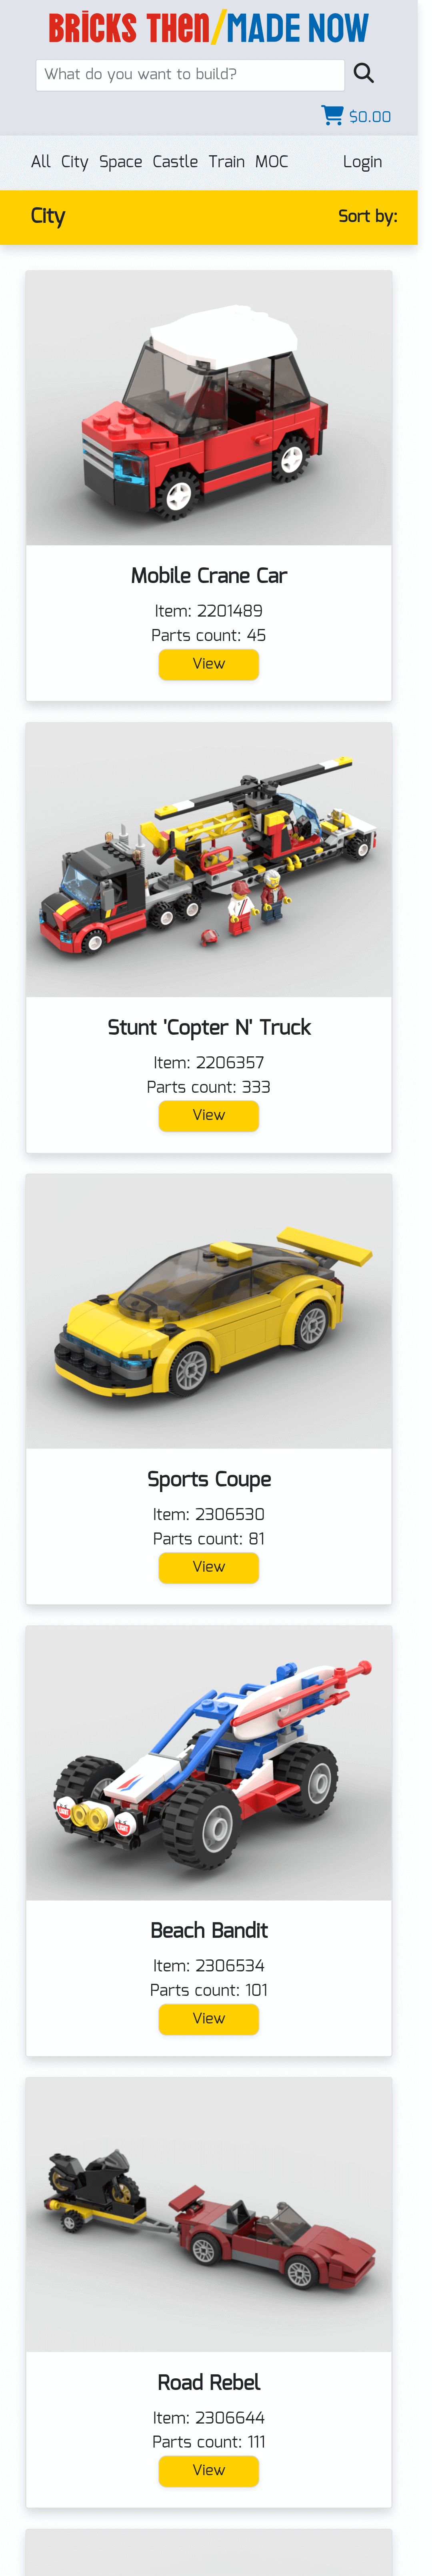 BRICKS THEN/MADE NOW
What do you want to build?
$0.00
All City Space Castle Train MOC Login
City Sort by:
Mobile Crane Car
Item: 2201489
Parts count: 45
View
Stunt 'Copter N' Truck
Item: 2206357
Parts count: 333
View
Sports Coupe
Item: 2306530
Parts count: 81
View
Beach Bandit
Item: 2306534
Parts count: 101
View
Road Rebel
Item: 2306644
Parts count: 111
View